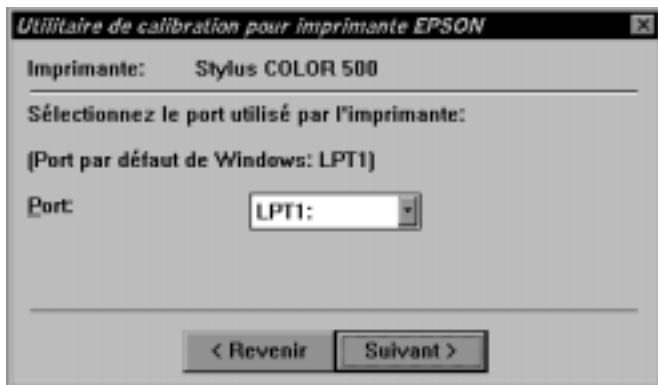 Utilitaire de calibration pour imprimante EPSON
Imprimante: Stylus COLOR 500
Sélectionnez le port utilisé par l'imprimante:
(Port par défaut de Windows: LPT1)
Port: LPT1:
< Revenir Suivant >